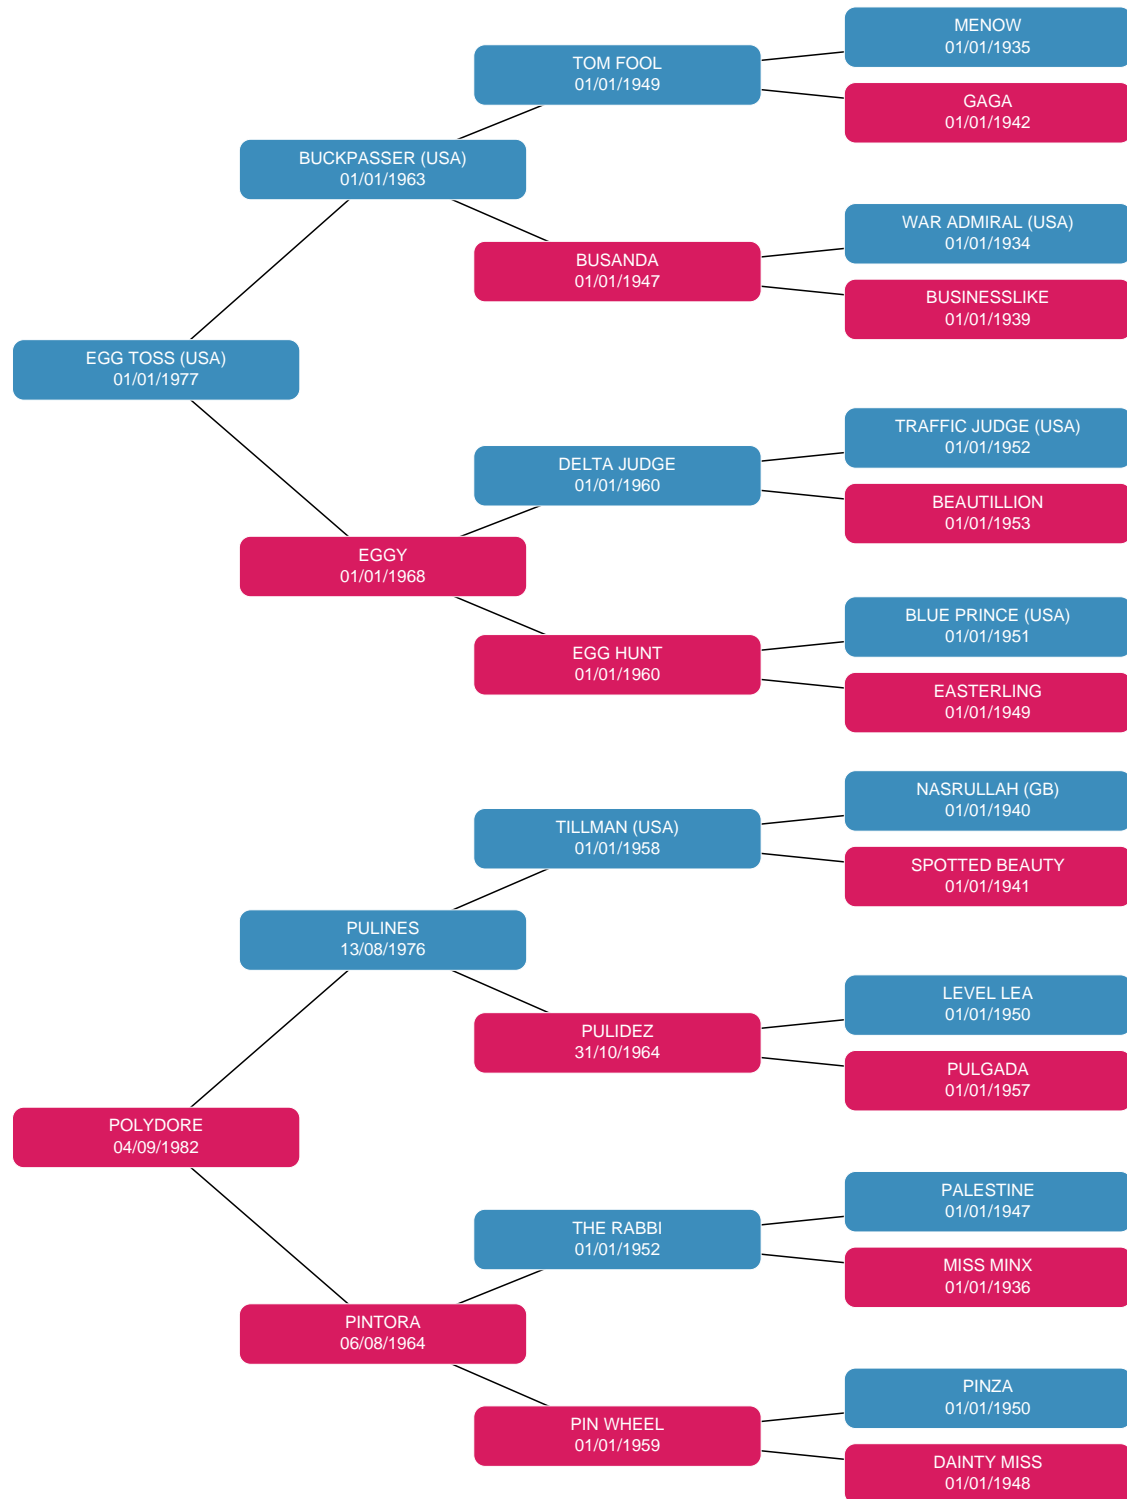 MENOW
01/01/1935
TOM FOOL
01/01/1949
GAGA
01/01/1942
BUCKPASSER (USA)
01/01/1963
WAR ADMIRAL (USA)
01/01/1934
BUSANDA
01/01/1947
BUSINESSLIKE
01/01/1939
EGG TOSS (USA)
01/01/1977
TRAFFIC JUDGE (USA)
01/01/1952
DELTA JUDGE
01/01/1960
BEAUTILLION
01/01/1953
EGGY
01/01/1968
BLUE PRINCE (USA)
01/01/1951
EGG HUNT
01/01/1960
EASTERLING
01/01/1949
NASRULLAH (GB)
01/01/1940
TILLMAN (USA)
01/01/1958
SPOTTED BEAUTY
01/01/1941
PULINES
13/08/1976
LEVEL LEA
01/01/1950
PULIDEZ
31/10/1964
PULGADA
01/01/1957
POLYDORE
04/09/1982
PALESTINE
01/01/1947
THE RABBI
01/01/1952
MISS MINX
01/01/1936
PINTORA
06/08/1964
PINZA
01/01/1950
PIN WHEEL
01/01/1959
DAINTY MISS
01/01/1948